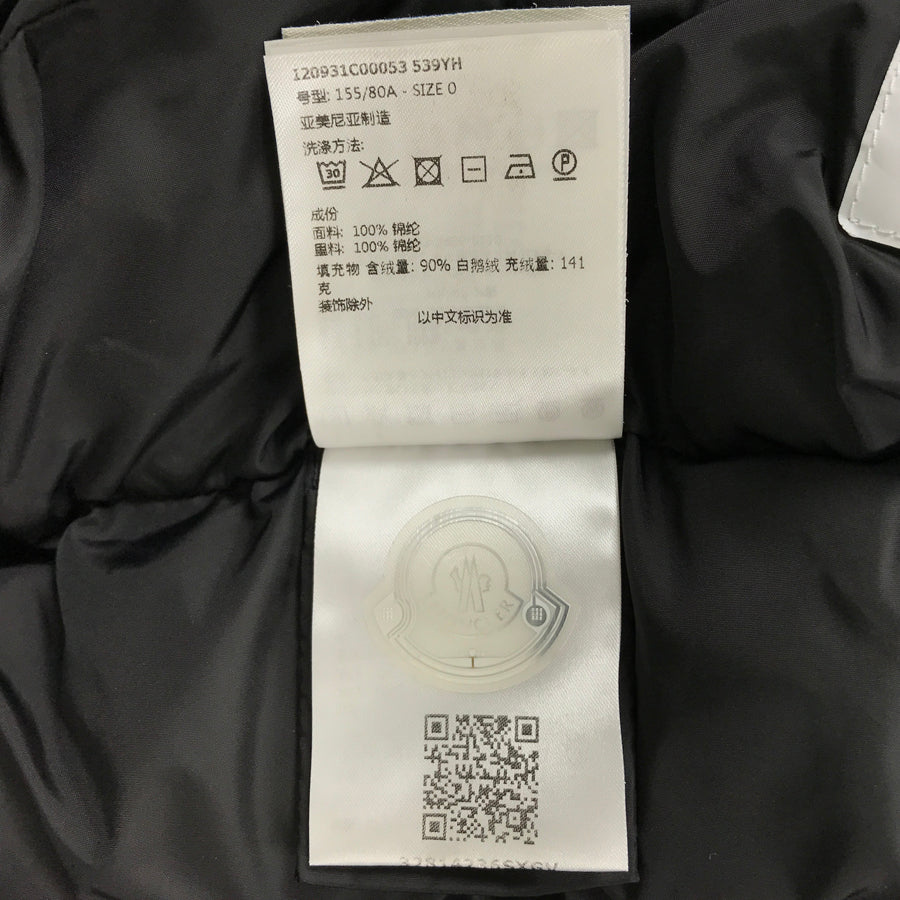 I20931C00053 539YH
号型: 155/80A - SIZE 0
亚美尼亚制造
洗涤方法:
30
P
成份
面料: 100% 锦纶
里料: 100% 锦纶
填充物 含绒量: 90% 白鹅绒 充绒量: 141
克
装饰除外
以中文标识为准